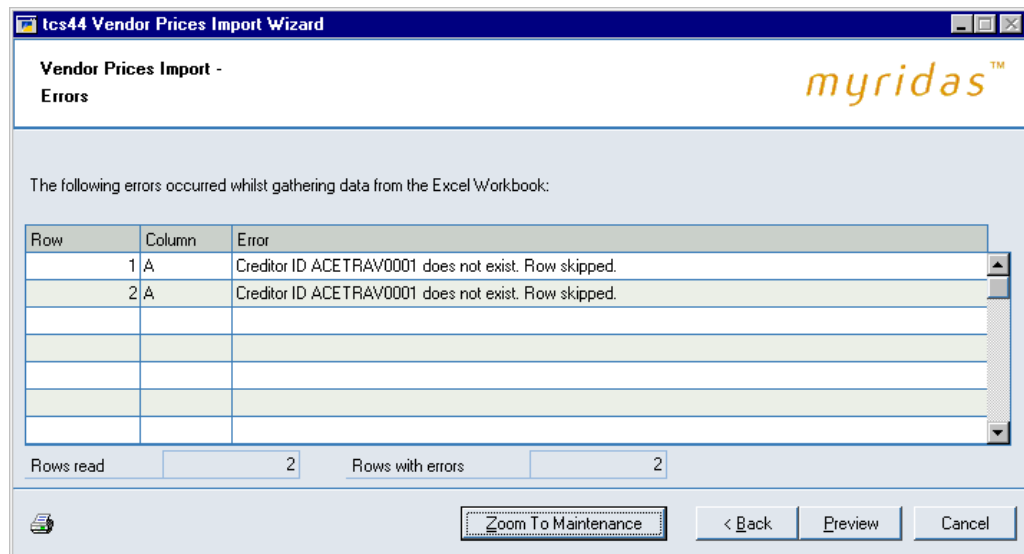 tcs44 Vendor Prices Import Wizard
Vendor Prices Import -
Errors
myridas™
The following errors occurred whilst gathering data from the Excel Workbook:
Row Column Error
1 A Creditor ID ACETRAV0001 does not exist. Row skipped.
2 A Creditor ID ACETRAV0001 does not exist. Row skipped.
Rows read 2 Rows with errors 2
Zoom To Maintenance < Back Preview Cancel